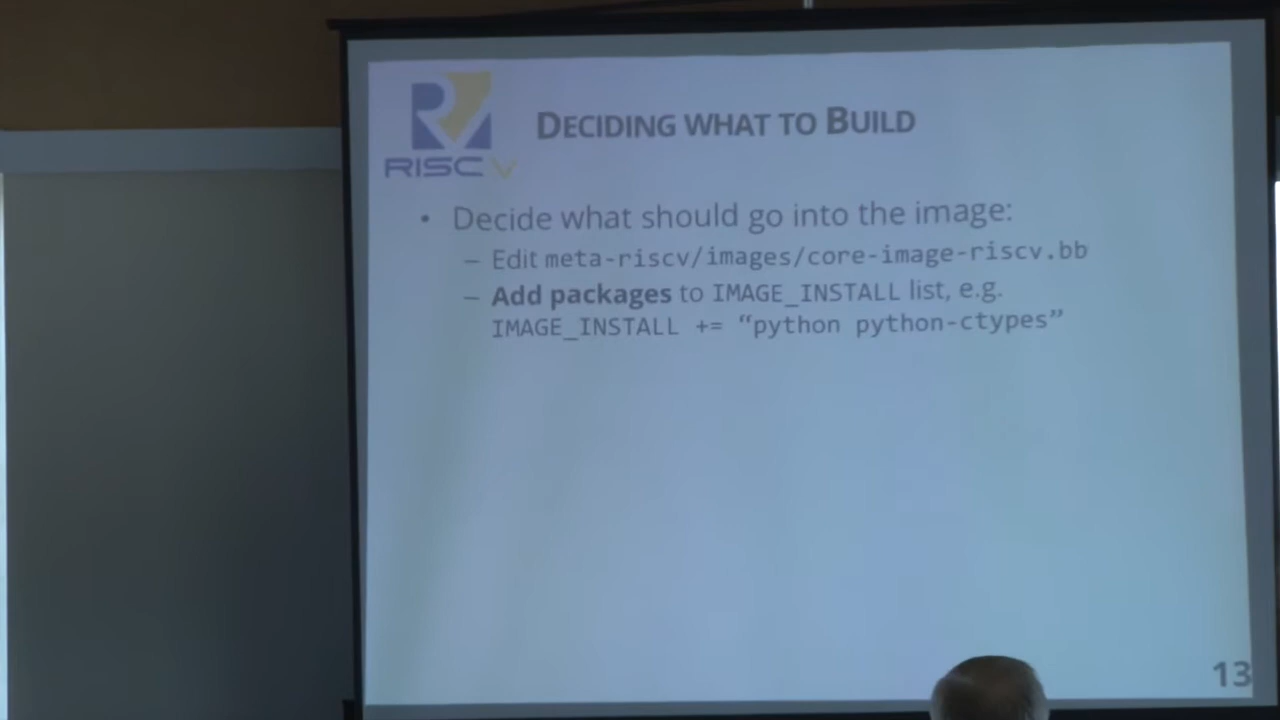 RISC V
DECIDING WHAT TO BUILD
• Decide what should go into the image:
– Edit meta-riscv/images/core-image-riscv.bb
– Add packages to IMAGE_INSTALL list, e.g.
IMAGE_INSTALL += “python python-ctypes”
13